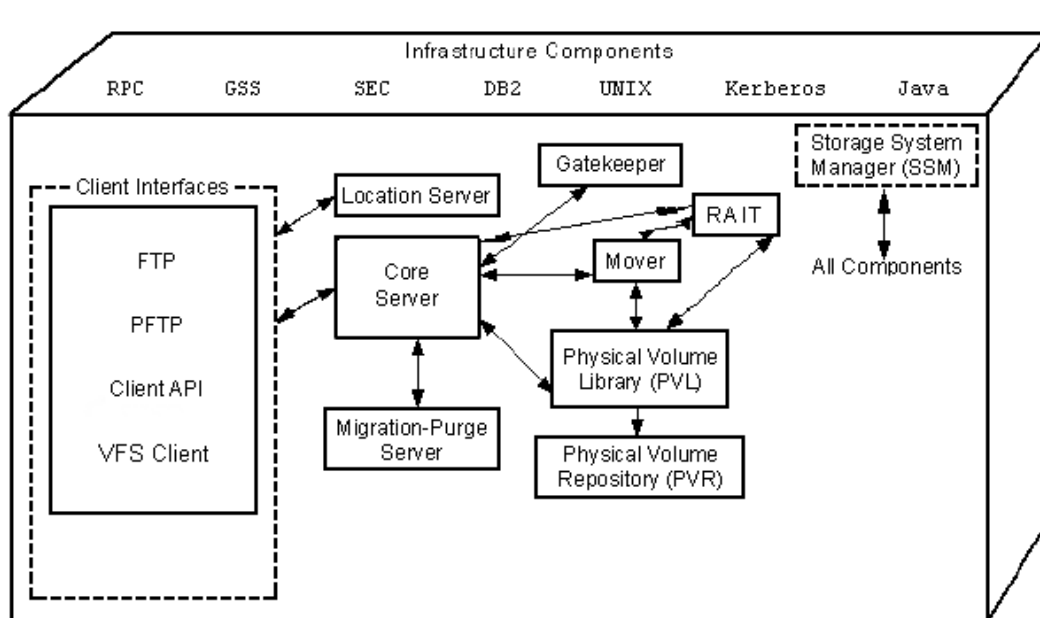 Infrastructure Components
RPC GSS SEC DB2 UNIX Kerberos Java
Storage System
Manager (SSM)
All Components
Client Interfaces
FTP
PFTP
Client API
VFS Client
Location Server
Gatekeeper
RAIT
Core
Server
Mover
Physical Volume
Library (PVL)
Migration-Purge
Server
Physical Volume
Repository (PVR)